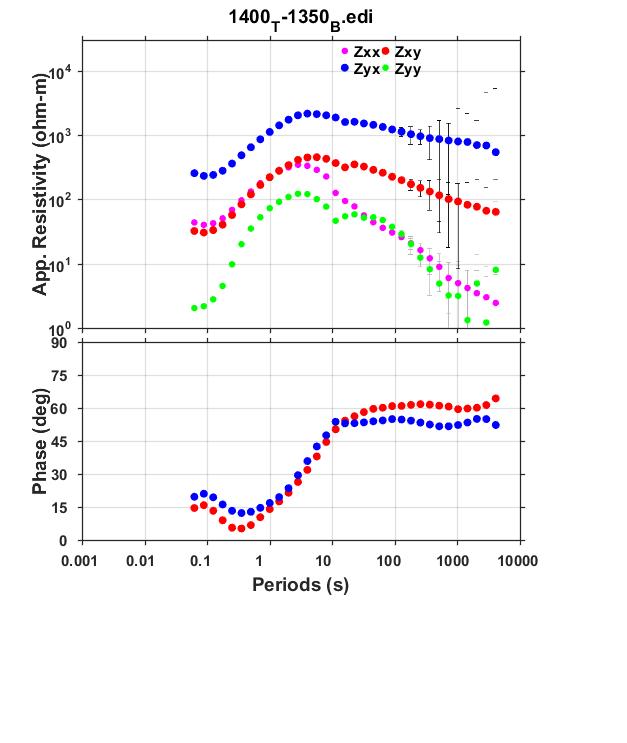 1400T-1350B.edi
Zxx Zxy
Zyx Zyy
App. Resistivity (ohm-m)
10^4
10^3
10^2
10^1
10^0
Phase (deg)
90
75
60
45
30
15
0
0.001 0.01 0.1 1 10 100 1000 10000
Periods (s)